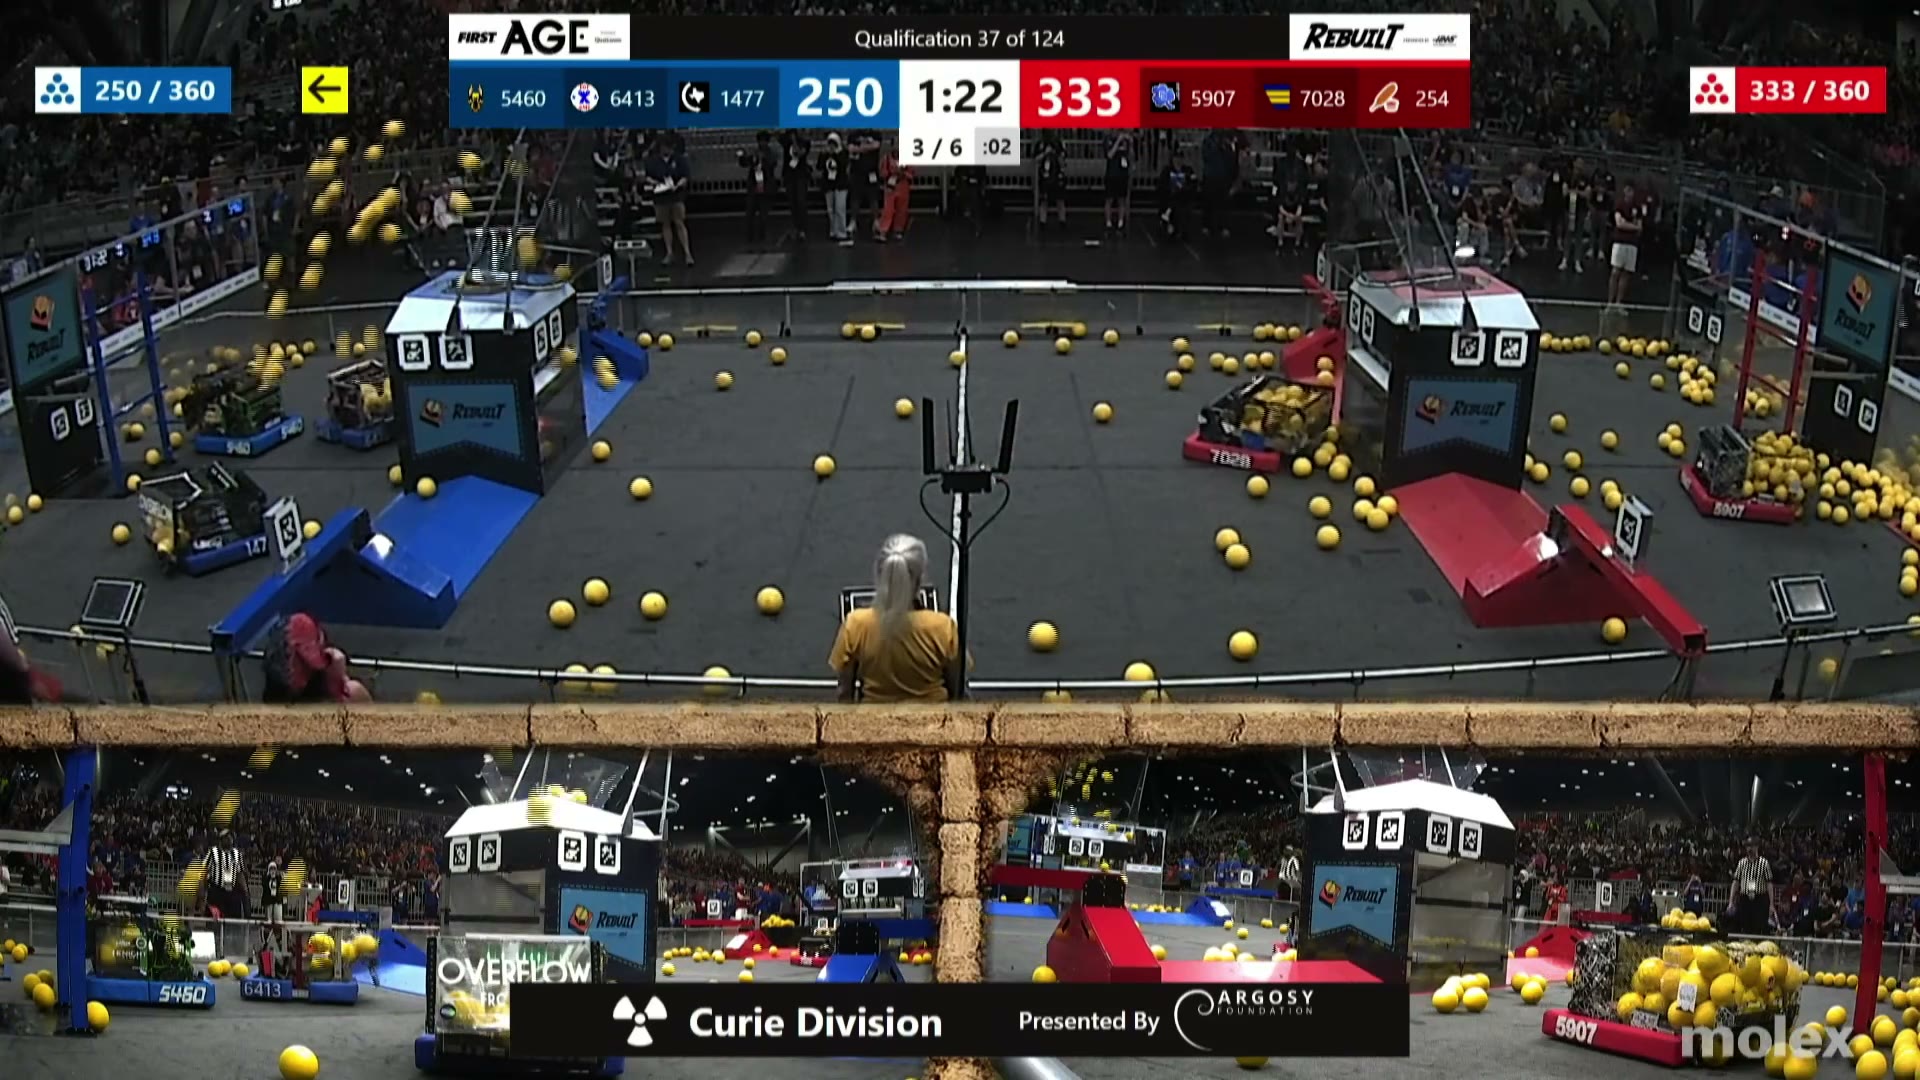 FIRST AGE
Qualification 37 of 124
REBUILT
250 / 360
5460 6413 1477 250 1:22 333 5907 7028 254
333 / 360
3 / 6 :02
REBUILT
REBUILT
REBUILT
REBUILT
5460
7028
5907
147
REBUILT
REBUILT
OVERFLOW
5460
6413
5907
Curie Division
Presented By
ARGOSY
FOUNDATION
molex